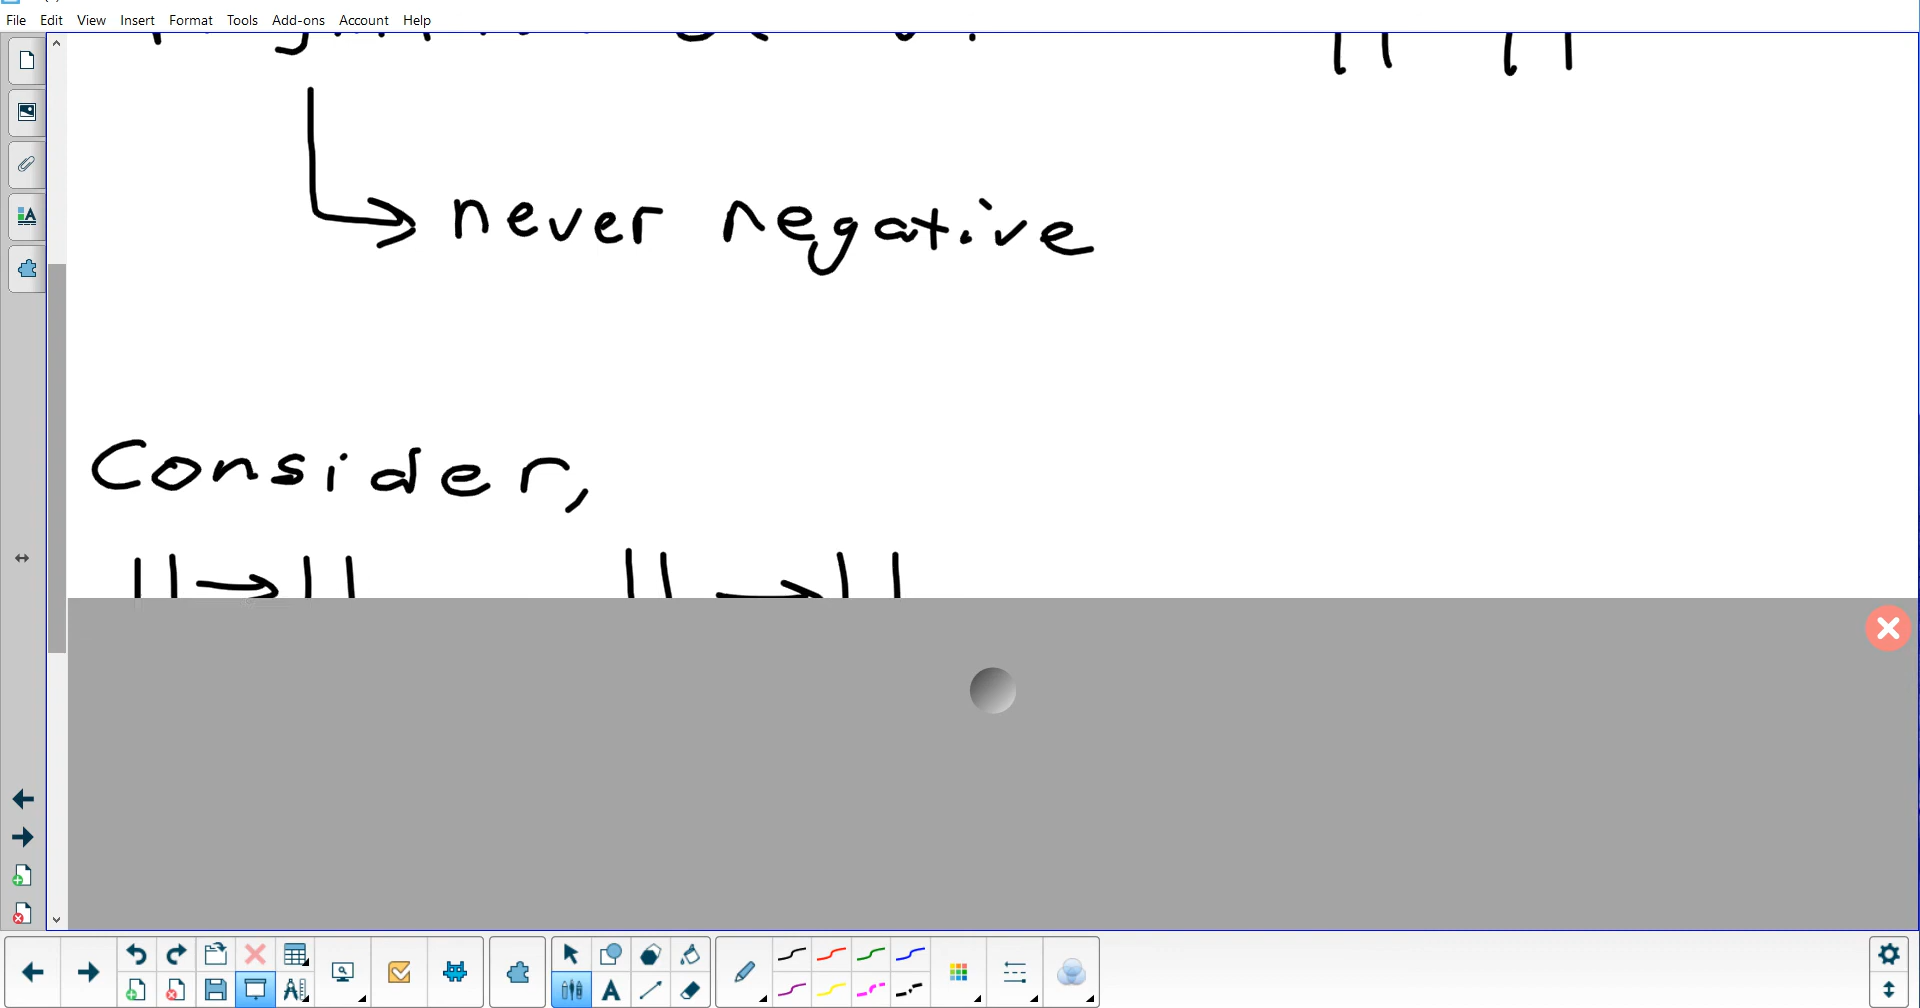 File Edit View Insert Format Tools Add-ons Account Help
never negative
Consider,